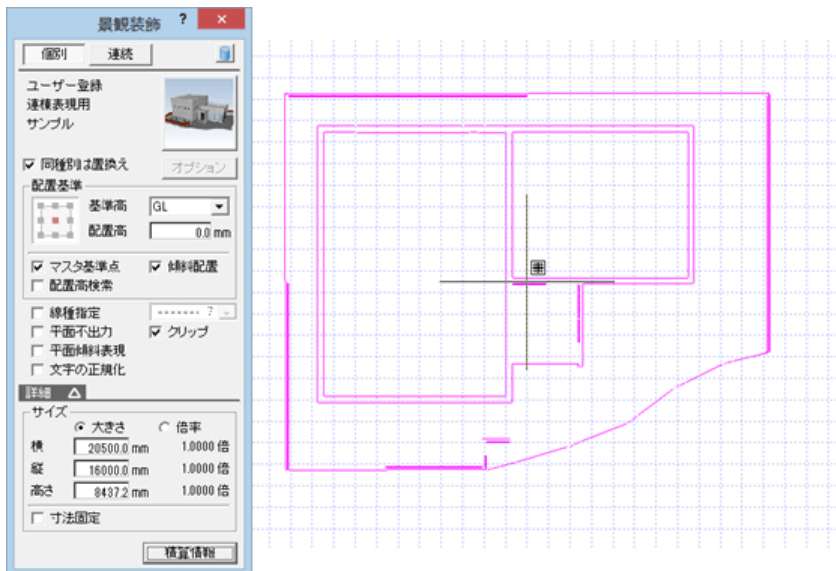 景観装飾 ?
個別 連続
ユーザー登録
連棟表現用
サンプル
同種別は置換え オプション
配置基準
基準高 GL
配置高 0.0 mm
マスタ基準点 傾斜配置
配置高検索
線種指定 ?
平面不出力 クリップ
平面傾斜表現
文字の正規化
詳細
サイズ
大きさ 倍率
横 20500.0 mm 1.0000 倍
縦 16000.0 mm 1.0000 倍
高さ 8437.2 mm 1.0000 倍
寸法固定
積算情報